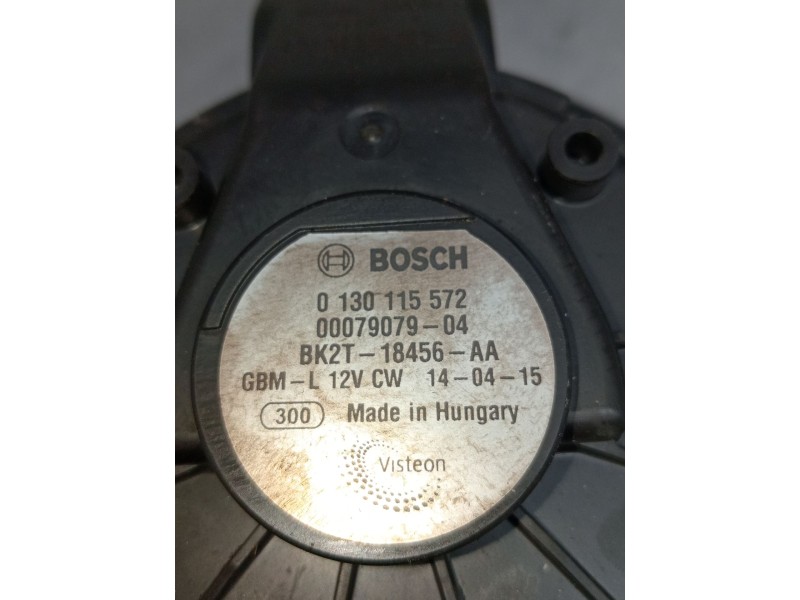 BOSCH
0 130 115 572
00079079-04
BK2T-18456-AA
GBM-L 12V CW 14-04-15
300 Made in Hungary
Visteon